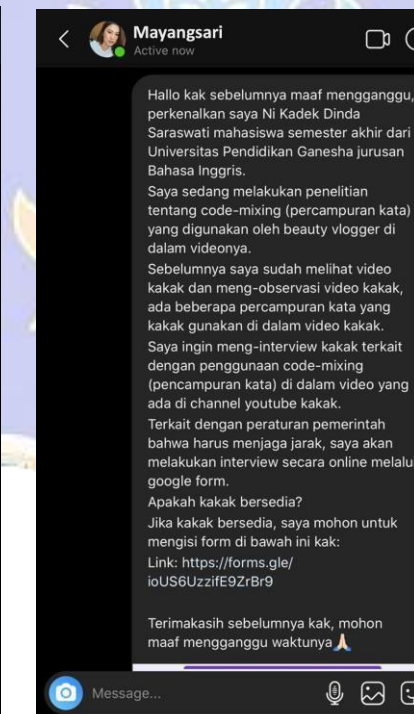 Mayangsari
Active now
Hallo kak sebelumnya maaf mengganggu,
perkenalkan saya Ni Kadek Dinda
Saraswati mahasiswa semester akhir dari
Universitas Pendidikan Ganesha jurusan
Bahasa Inggris.
Saya sedang melakukan penelitian
tentang code-mixing (percampuran kata)
yang digunakan oleh beauty vlogger di
dalam videonya.
Sebelumnya saya sudah melihat video
kakak dan meng-observasi video kakak,
ada beberapa percampuran kata yang
kakak gunakan di dalam video kakak.
Saya ingin meng-interview kakak terkait
dengan penggunaan code-mixing
(pencampuran kata) di dalam video yang
ada di channel youtube kakak.
Terkait dengan peraturan pemerintah
bahwa harus menjaga jarak, saya akan
melakukan interview secara online melalu
google form.
Apakah kakak bersedia?
Jika kakak bersedia, saya mohon untuk
mengisi form di bawah ini kak:
Link: https://forms.gle/
ioUS6UzzifE9ZrBr9
Terimakasih sebelumnya kak, mohon
maaf mengganggu waktunya🙏🏻
Message...